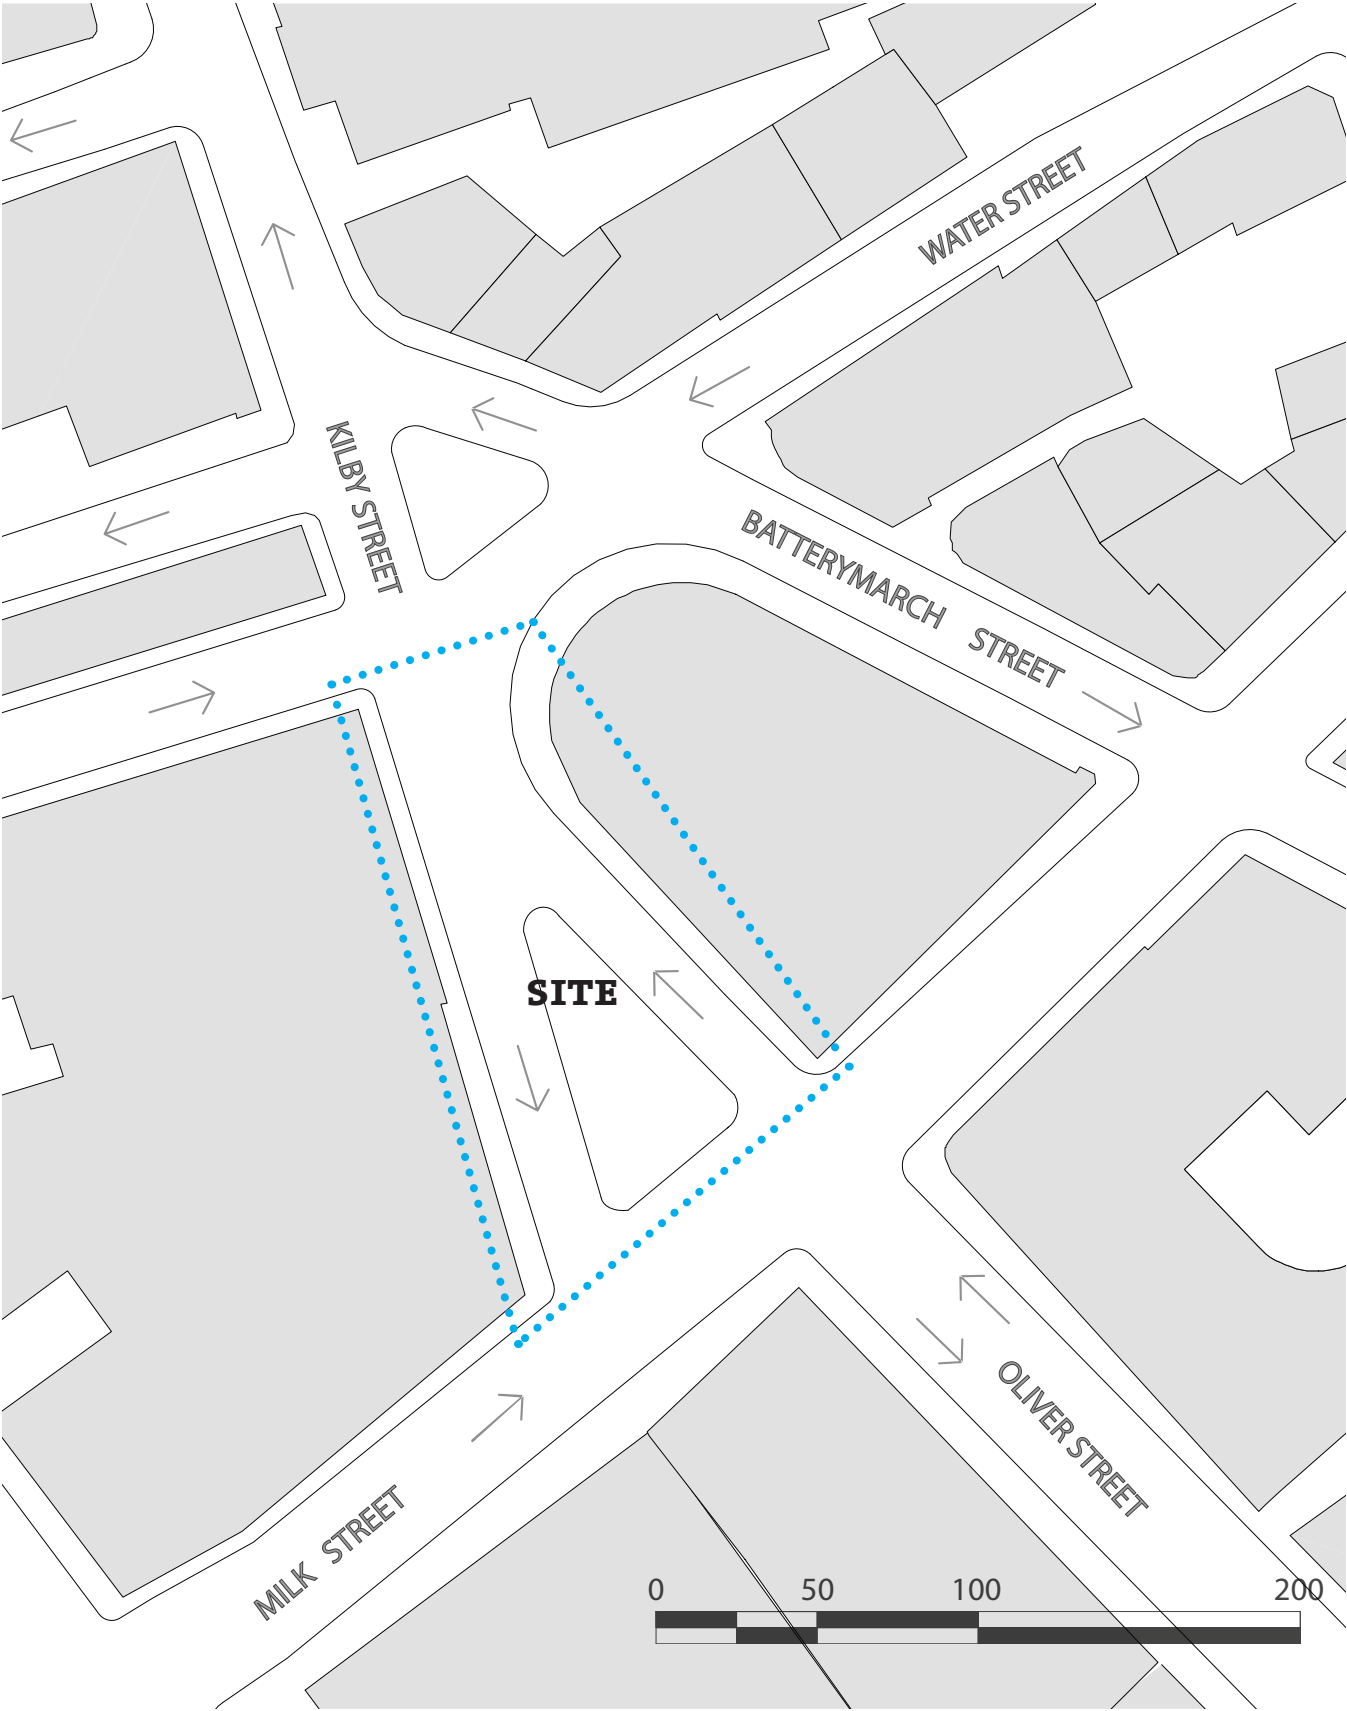 WATER STREET
KILBY STREET
BATTERYMARCH STREET
SITE
OLIVER STREET
MILK STREET
0 50 100 200